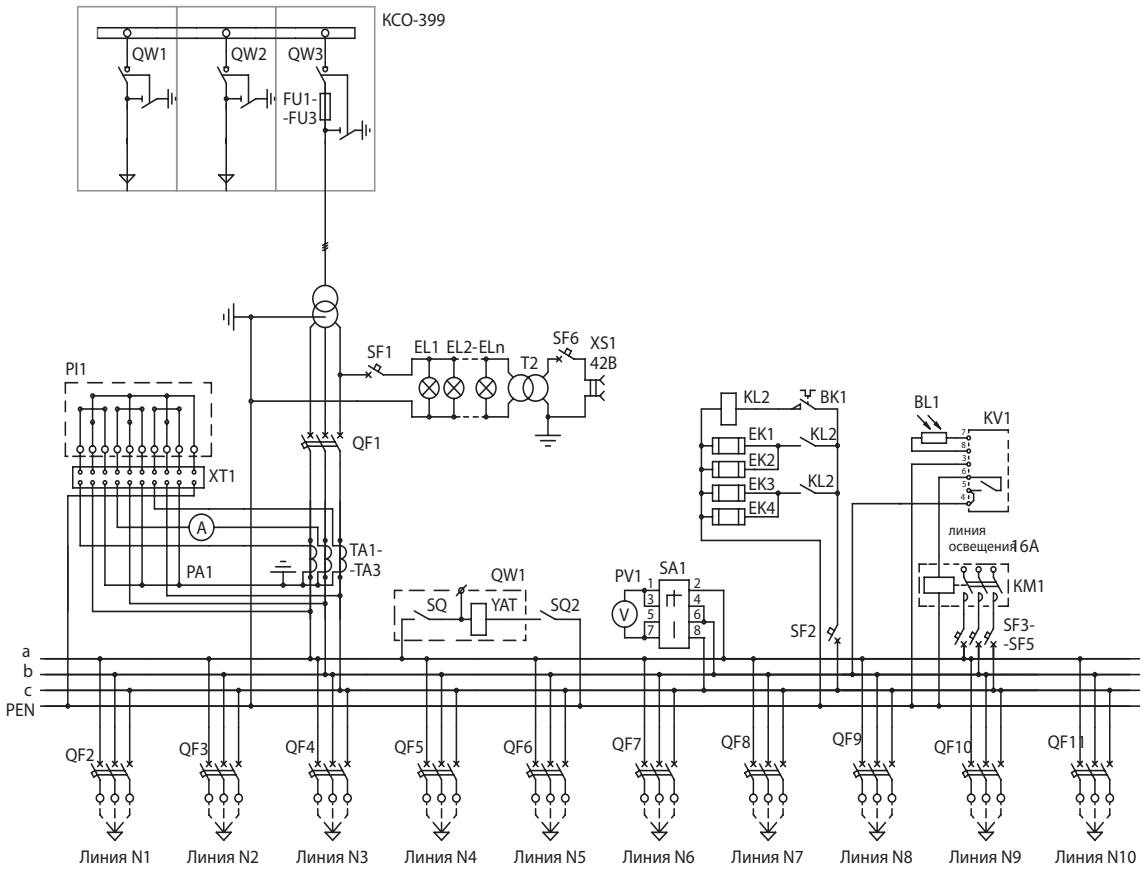 КСО-399
QW1 QW2 QW3
FU1-
-FU3
SF1 EL1 EL2-ELn T2 SF6 XS1
42В
PI1
QF1
XT1
A
PA1
TA1-
-TA3
KL2 BK1
EK1 KL2
EK2
EK3 KL2
EK4
BL1 KV1
7
8
3
6
5
4
линия
освещения 16А
KM1
QW1
SQ YAT SQ2
PV1 SA1
V
1 2
3 4
5 6
7 8
SF2
SF3-
-SF5
a
b
c
PEN
QF2 QF3 QF4 QF5 QF6 QF7 QF8 QF9 QF10 QF11
Линия N1 Линия N2 Линия N3 Линия N4 Линия N5 Линия N6 Линия N7 Линия N8 Линия N9 Линия N10